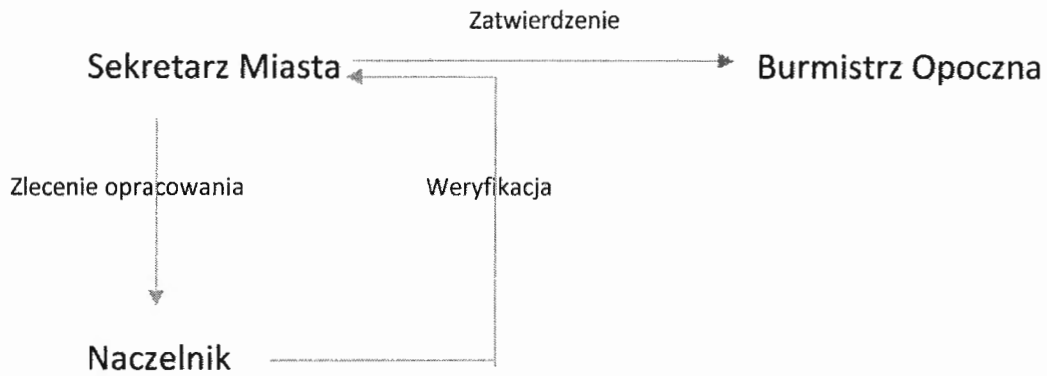 Zatwierdzenie
Sekretarz Miasta
Burmistrz Opoczna
Zlecenie opracowania
Weryfikacja
Naczelnik